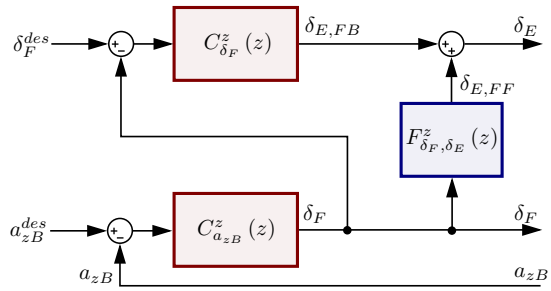 δ_F^{des} + − C^z_{δ_F}(z) δ_{E,FB} + + δ_E
δ_{E,FF}
F^z_{δ_F,δ_E}(z)
a_{zB}^{des} + − C^z_{a_{zB}}(z) δ_F δ_F
a_{zB} a_{zB}